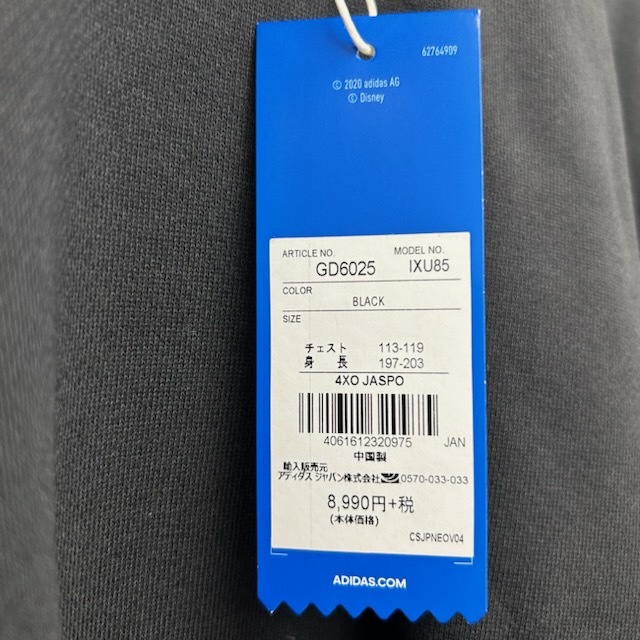 62764909
© 2020 adidas AG
© Disney
ARTICLE NO. MODEL NO.
GD6025 IXU85
COLOR
BLACK
SIZE
チェスト 113-119
身 長 197-203
4XO JASPO
4061612320975 JAN
中国製
輸入販売元
アディダス ジャパン株式会社 0570-033-033
8,990円+税
(本体価格)
CSJPNEOV04
ADIDAS.COM